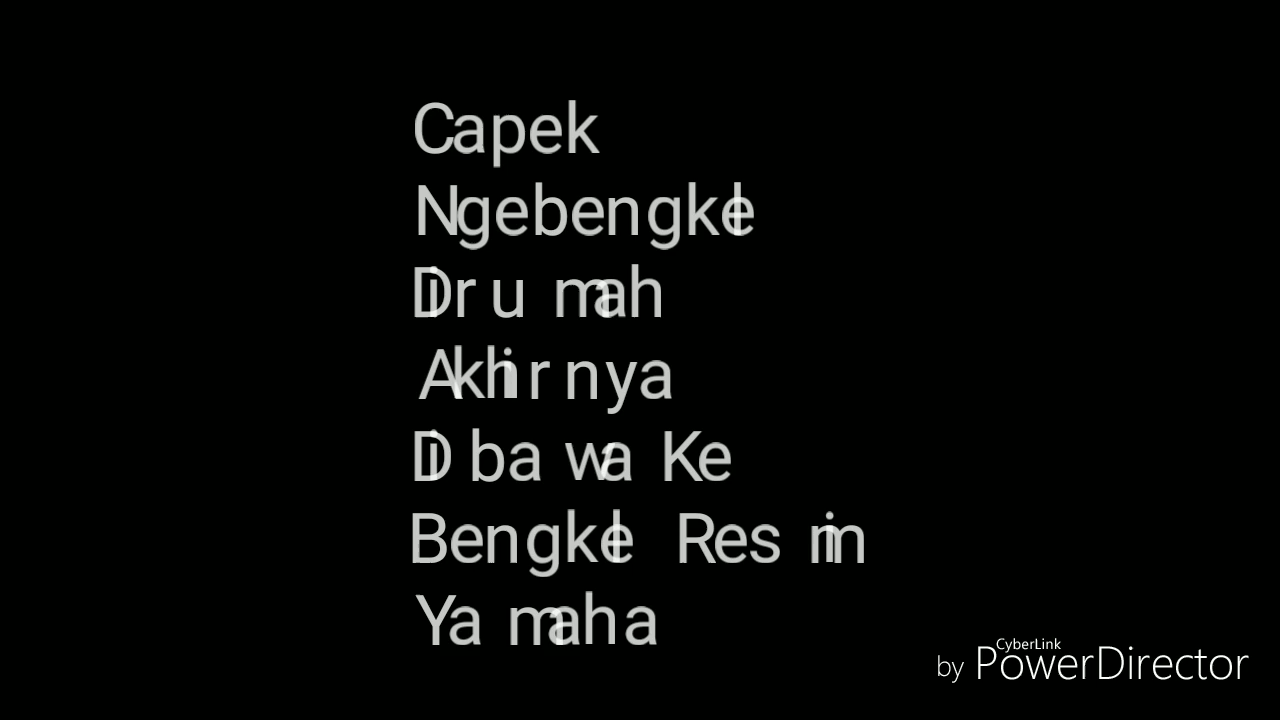 Capek
Ngebengkel
Dirumah
Akhirnya
Dibawa Ke
Bengkel Resmi
Yamaha
CyberLink
by PowerDirector